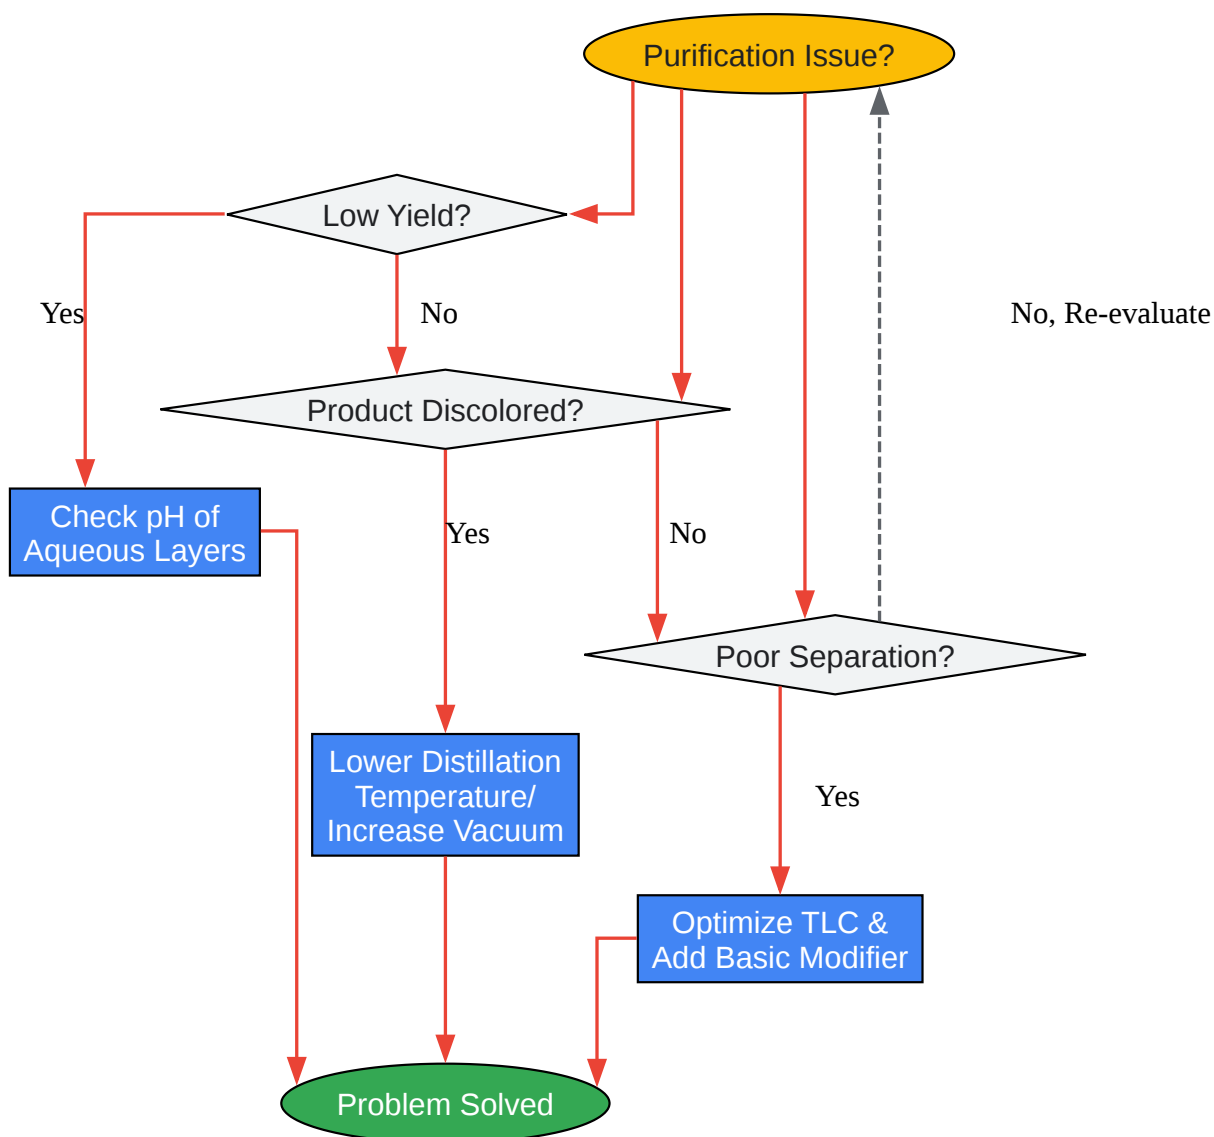 Purification Issue?
Low Yield?
Yes
No
No, Re-evaluate
Product Discolored?
Check pH of
Aqueous Layers
Yes
No
Poor Separation?
Lower Distillation
Temperature/
Increase Vacuum
Yes
Optimize TLC &
Add Basic Modifier
Problem Solved